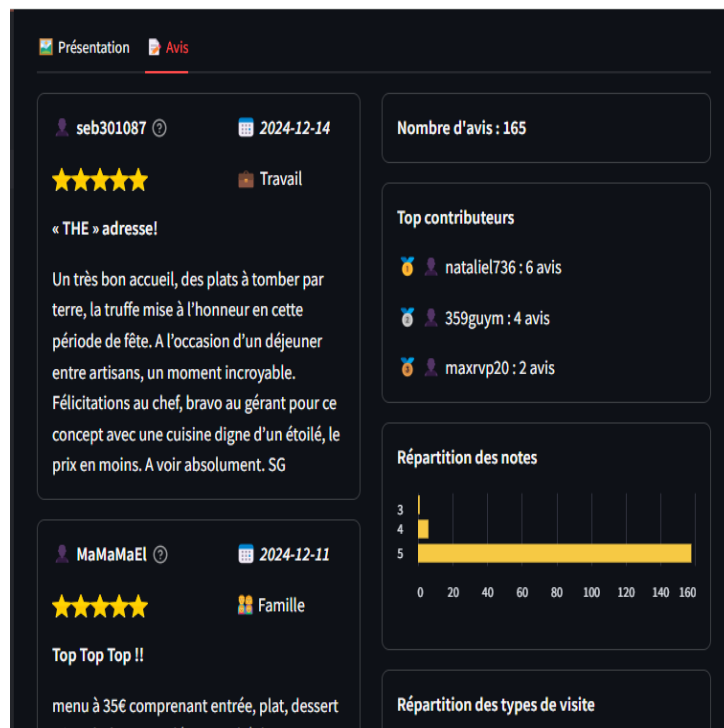 Présentation
Avis
seb301087
2024-12-14
Travail
« THE » adresse!
Un très bon accueil, des plats à tomber par
terre, la truffe mise à l'honneur en cette
période de fête. A l'occasion d'un déjeuner
entre artisans, un moment incroyable.
Félicitations au chef, bravo au gérant pour ce
concept avec une cuisine digne d'un étoilé, le
prix en moins. A voir absolument. SG
MaMaMaEl
2024-12-11
Famille
Top Top Top !!
menu à 35€ comprenant entrée, plat, dessert
Nombre d'avis : 165
Top contributeurs
nataliel736 : 6 avis
359guym : 4 avis
maxrvp20 : 2 avis
Répartition des notes
3
4
5
0 20 40 60 80 100 120 140 160
Répartition des types de visite